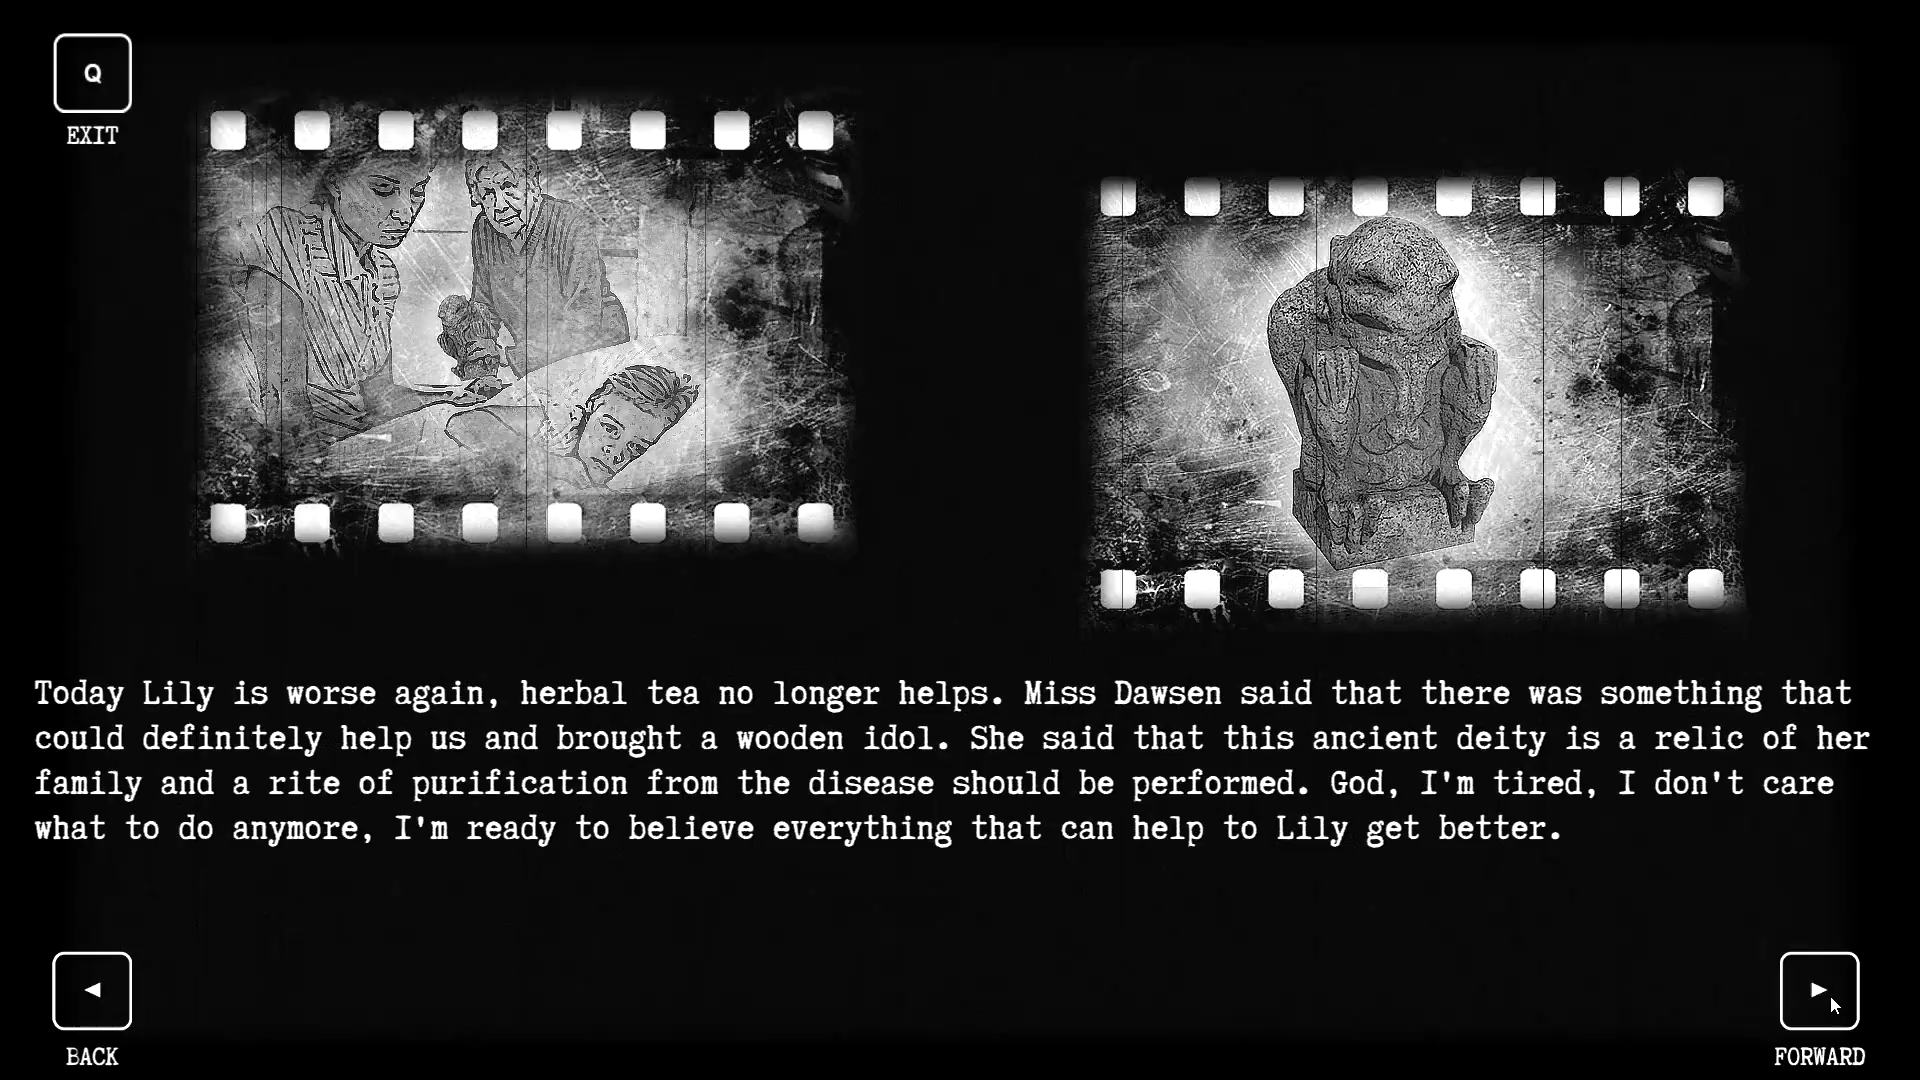 Q
EXIT
Today Lily is worse again, herbal tea no longer helps. Miss Dawsen said that there was something that
could definitely help us and brought a wooden idol. She said that this ancient deity is a relic of her
family and a rite of purification from the disease should be performed. God, I'm tired, I don't care
what to do anymore, I'm ready to believe everything that can help to Lily get better.
BACK
FORWARD